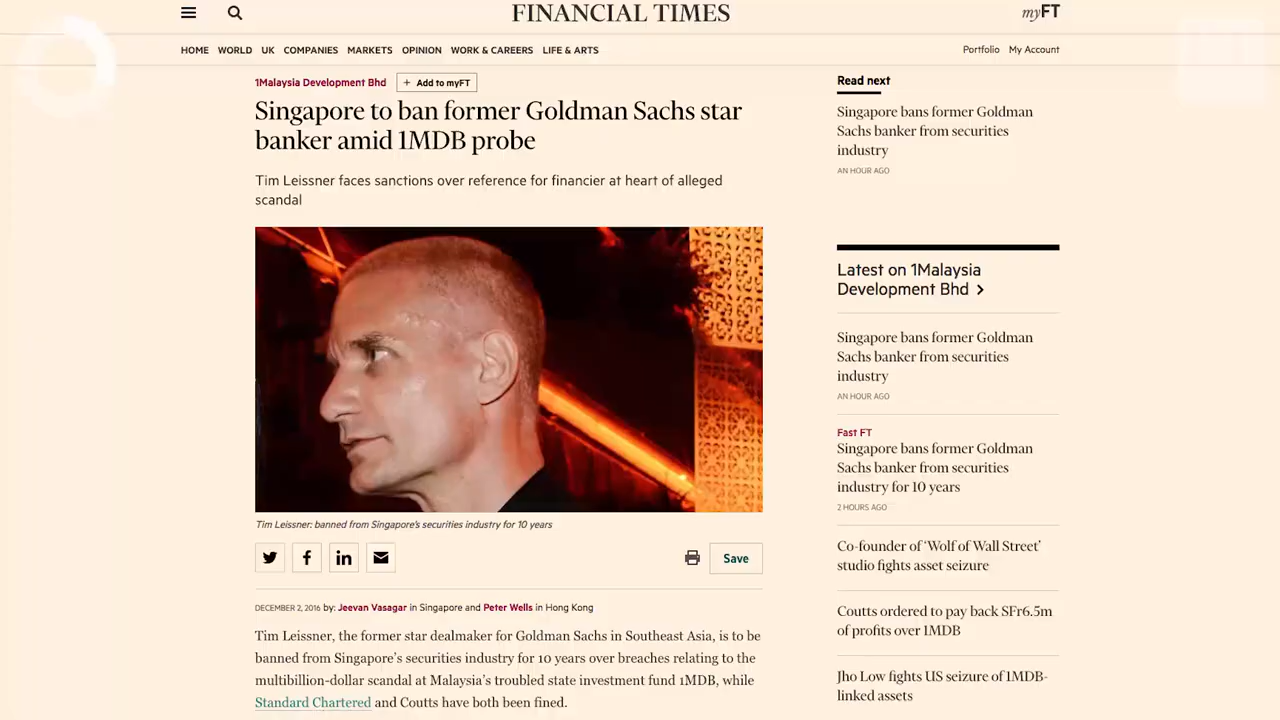 FINANCIAL TIMES
myFT
HOME WORLD UK COMPANIES MARKETS OPINION WORK & CAREERS LIFE & ARTS
Portfolio My Account
1Malaysia Development Bhd
+ Add to myFT
Singapore to ban former Goldman Sachs star
banker amid 1MDB probe
Tim Leissner faces sanctions over reference for financier at heart of alleged
scandal
Tim Leissner: banned from Singapore's securities industry for 10 years
Save
DECEMBER 2, 2016 by: Jeevan Vasagar in Singapore and Peter Wells in Hong Kong
Tim Leissner, the former star dealmaker for Goldman Sachs in Southeast Asia, is to be
banned from Singapore's securities industry for 10 years over breaches relating to the
multibillion-dollar scandal at Malaysia's troubled state investment fund 1MDB, while
Standard Chartered and Coutts have both been fined.
Read next
Singapore bans former Goldman
Sachs banker from securities
industry
AN HOUR AGO
Latest on 1Malaysia
Development Bhd >
Singapore bans former Goldman
Sachs banker from securities
industry
AN HOUR AGO
Fast FT
Singapore bans former Goldman
Sachs banker from securities
industry for 10 years
2 HOURS AGO
Co-founder of 'Wolf of Wall Street'
studio fights asset seizure
Coutts ordered to pay back SFr6.5m
of profits over 1MDB
Jho Low fights US seizure of 1MDB-
linked assets